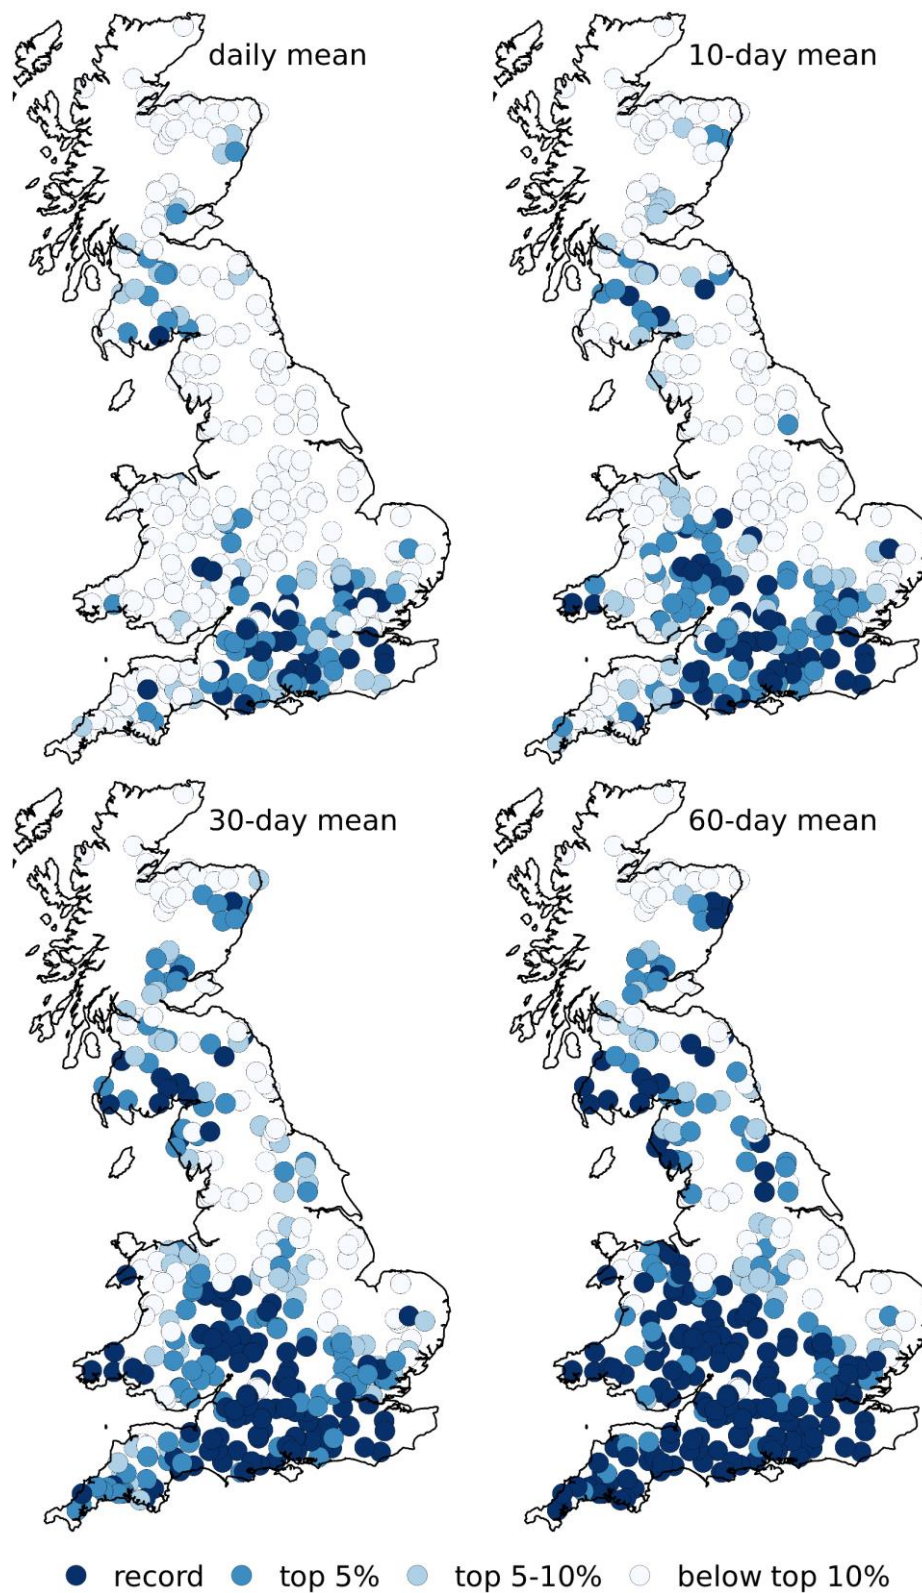 daily mean
10-day mean
30-day mean
60-day mean
record top 5% top 5-10% below top 10%